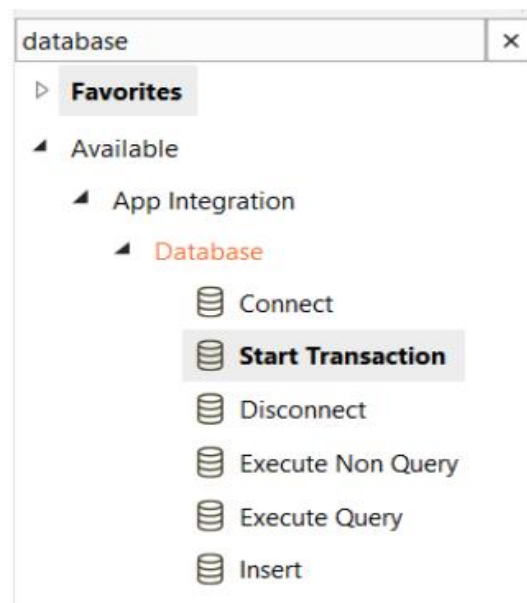 database
Favorites
Available
App Integration
Database
Connect
Start Transaction
Disconnect
Execute Non Query
Execute Query
Insert